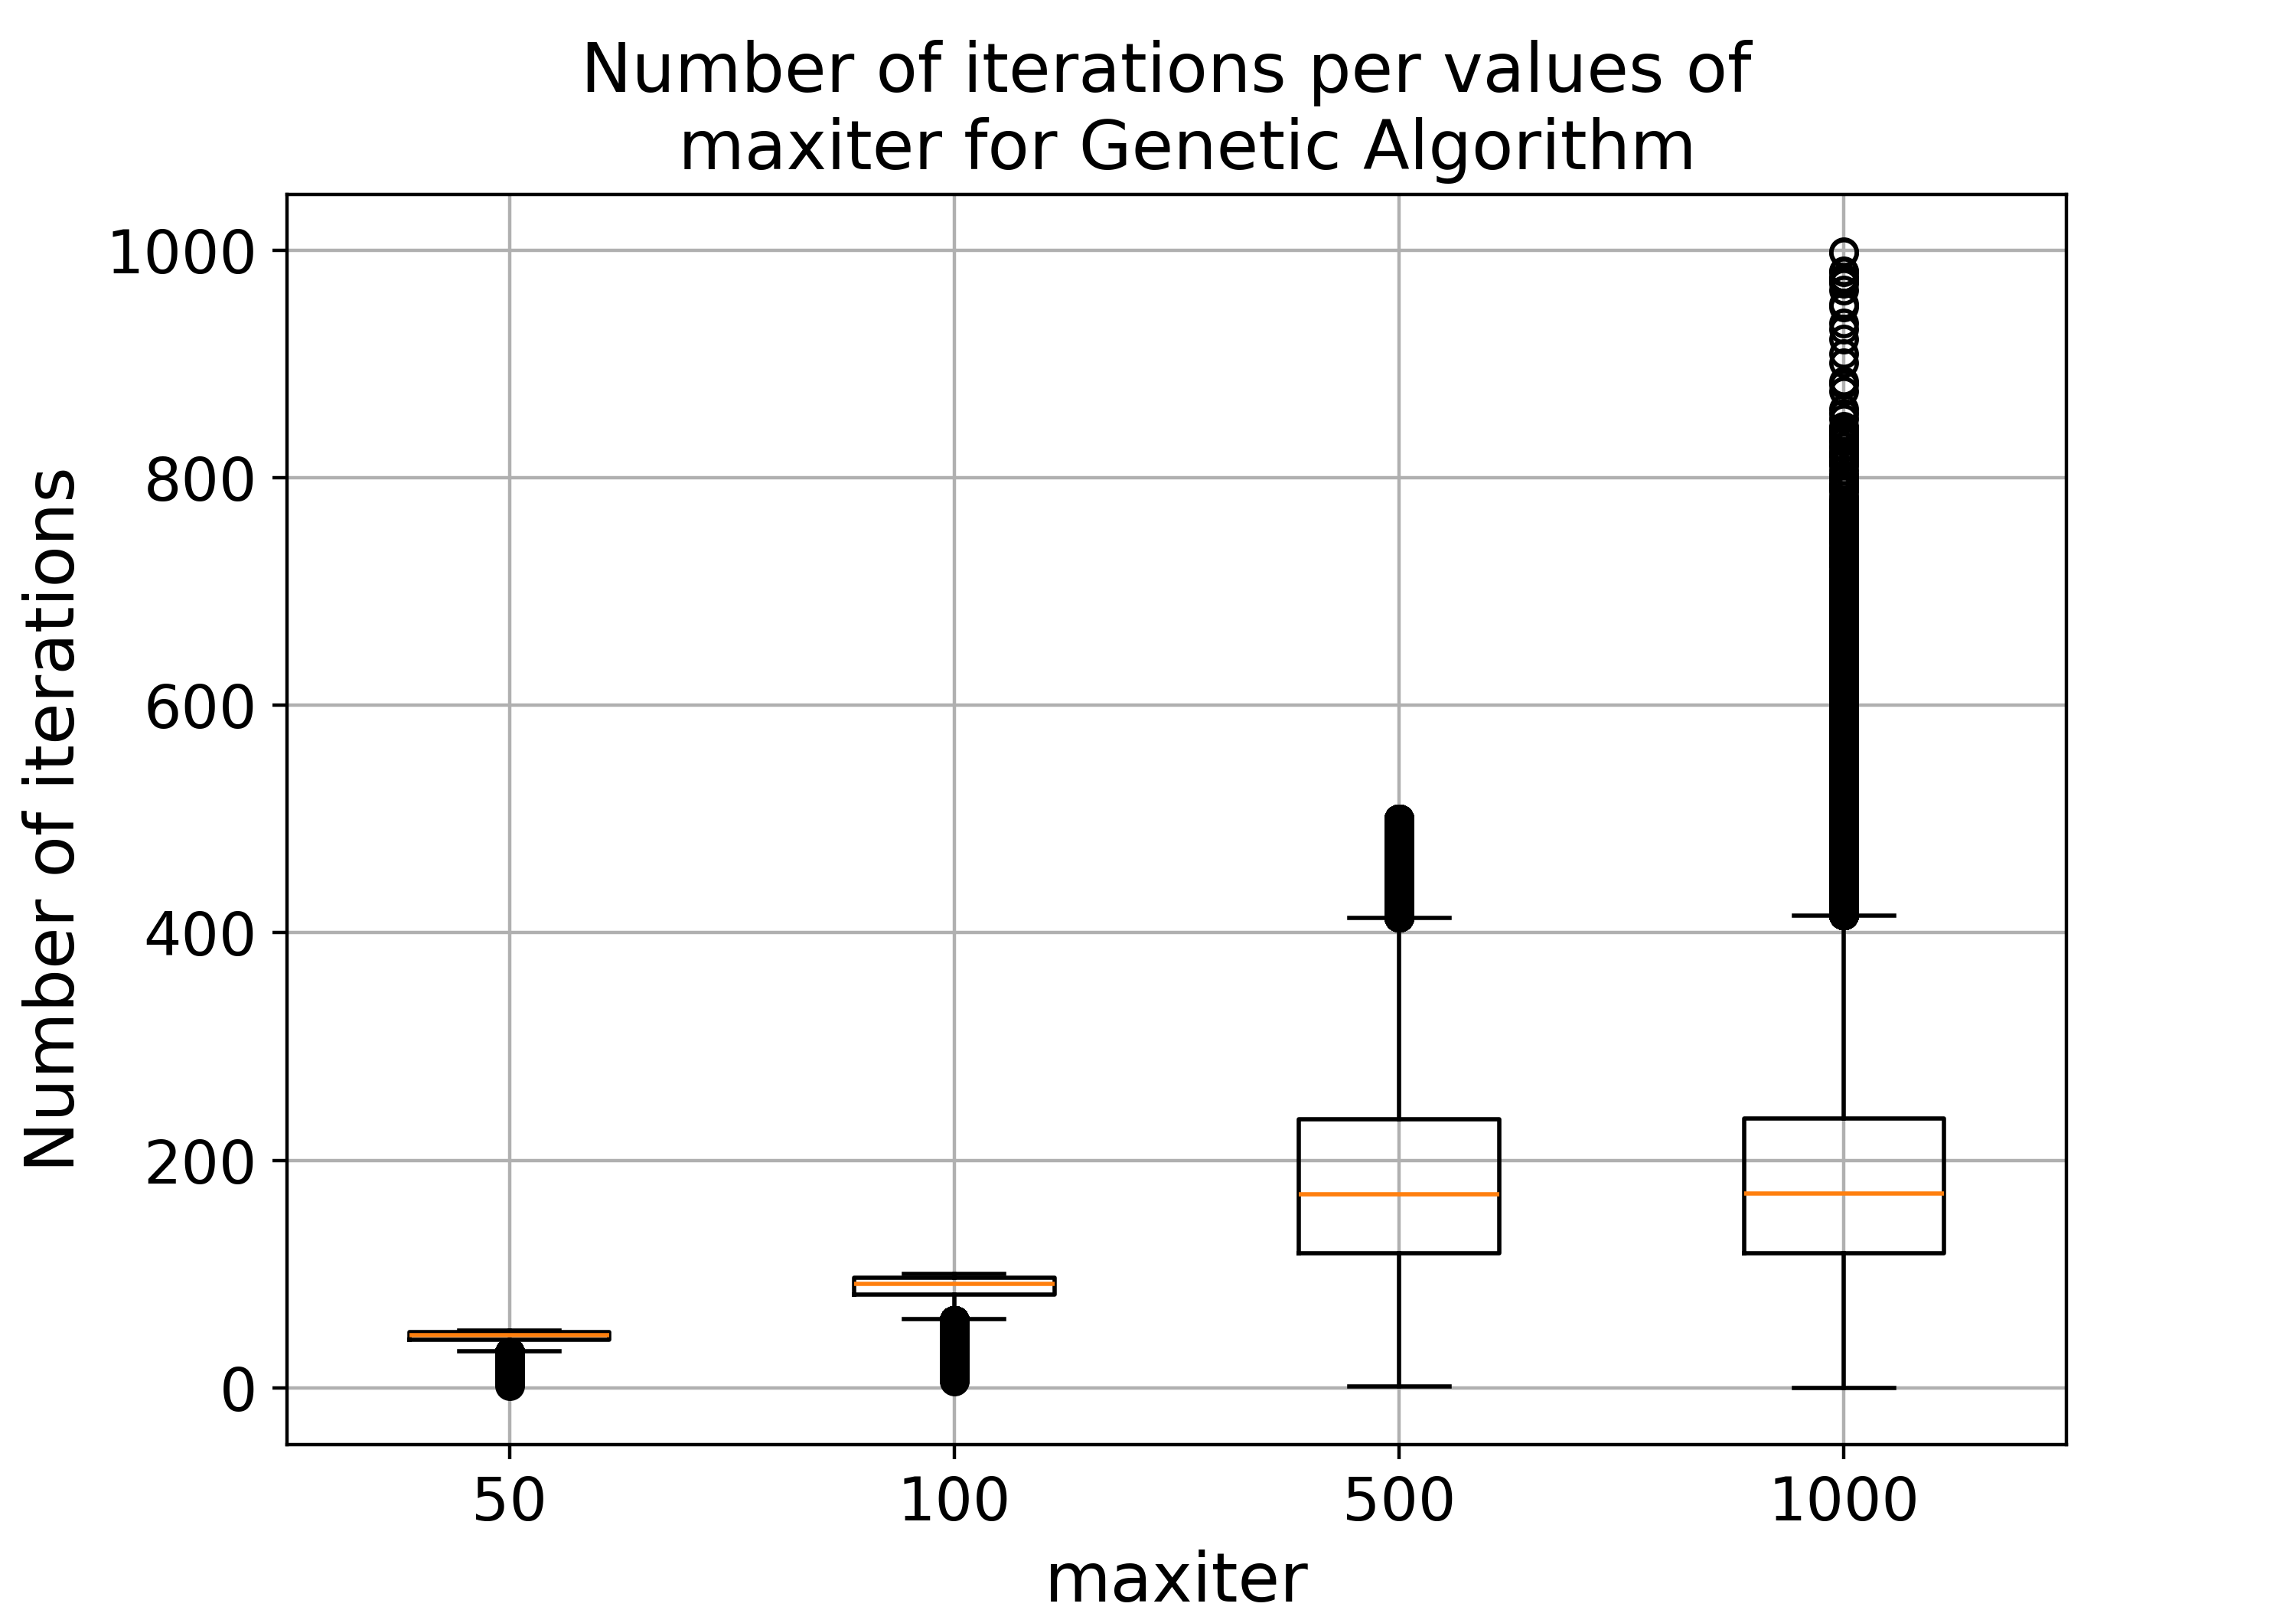 Number of iterations per values of
maxiter for Genetic Algorithm
Number of iterations
1000
800
600
400
200
0
50 100 500 1000
maxiter